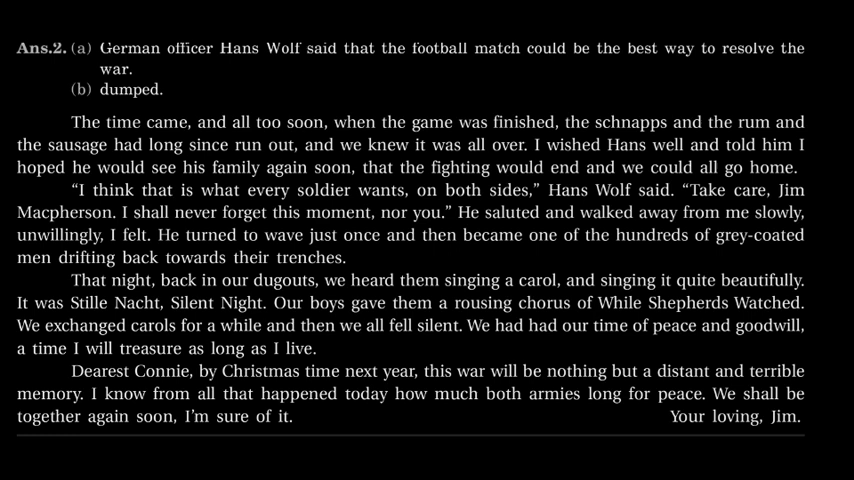 Ans.2. (a) German officer Hans Wolf said that the football match could be the best way to resolve the
war.
(b) dumped.
The time came, and all too soon, when the game was finished, the schnapps and the rum and
the sausage had long since run out, and we knew it was all over. I wished Hans well and told him I
hoped he would see his family again soon, that the fighting would end and we could all go home.
“I think that is what every soldier wants, on both sides,” Hans Wolf said. “Take care, Jim
Macpherson. I shall never forget this moment, nor you.” He saluted and walked away from me slowly,
unwillingly, I felt. He turned to wave just once and then became one of the hundreds of grey-coated
men drifting back towards their trenches.
That night, back in our dugouts, we heard them singing a carol, and singing it quite beautifully.
It was Stille Nacht, Silent Night. Our boys gave them a rousing chorus of While Shepherds Watched.
We exchanged carols for a while and then we all fell silent. We had had our time of peace and goodwill,
a time I will treasure as long as I live.
Dearest Connie, by Christmas time next year, this war will be nothing but a distant and terrible
memory. I know from all that happened today how much both armies long for peace. We shall be
together again soon, I’m sure of it. Your loving, Jim.